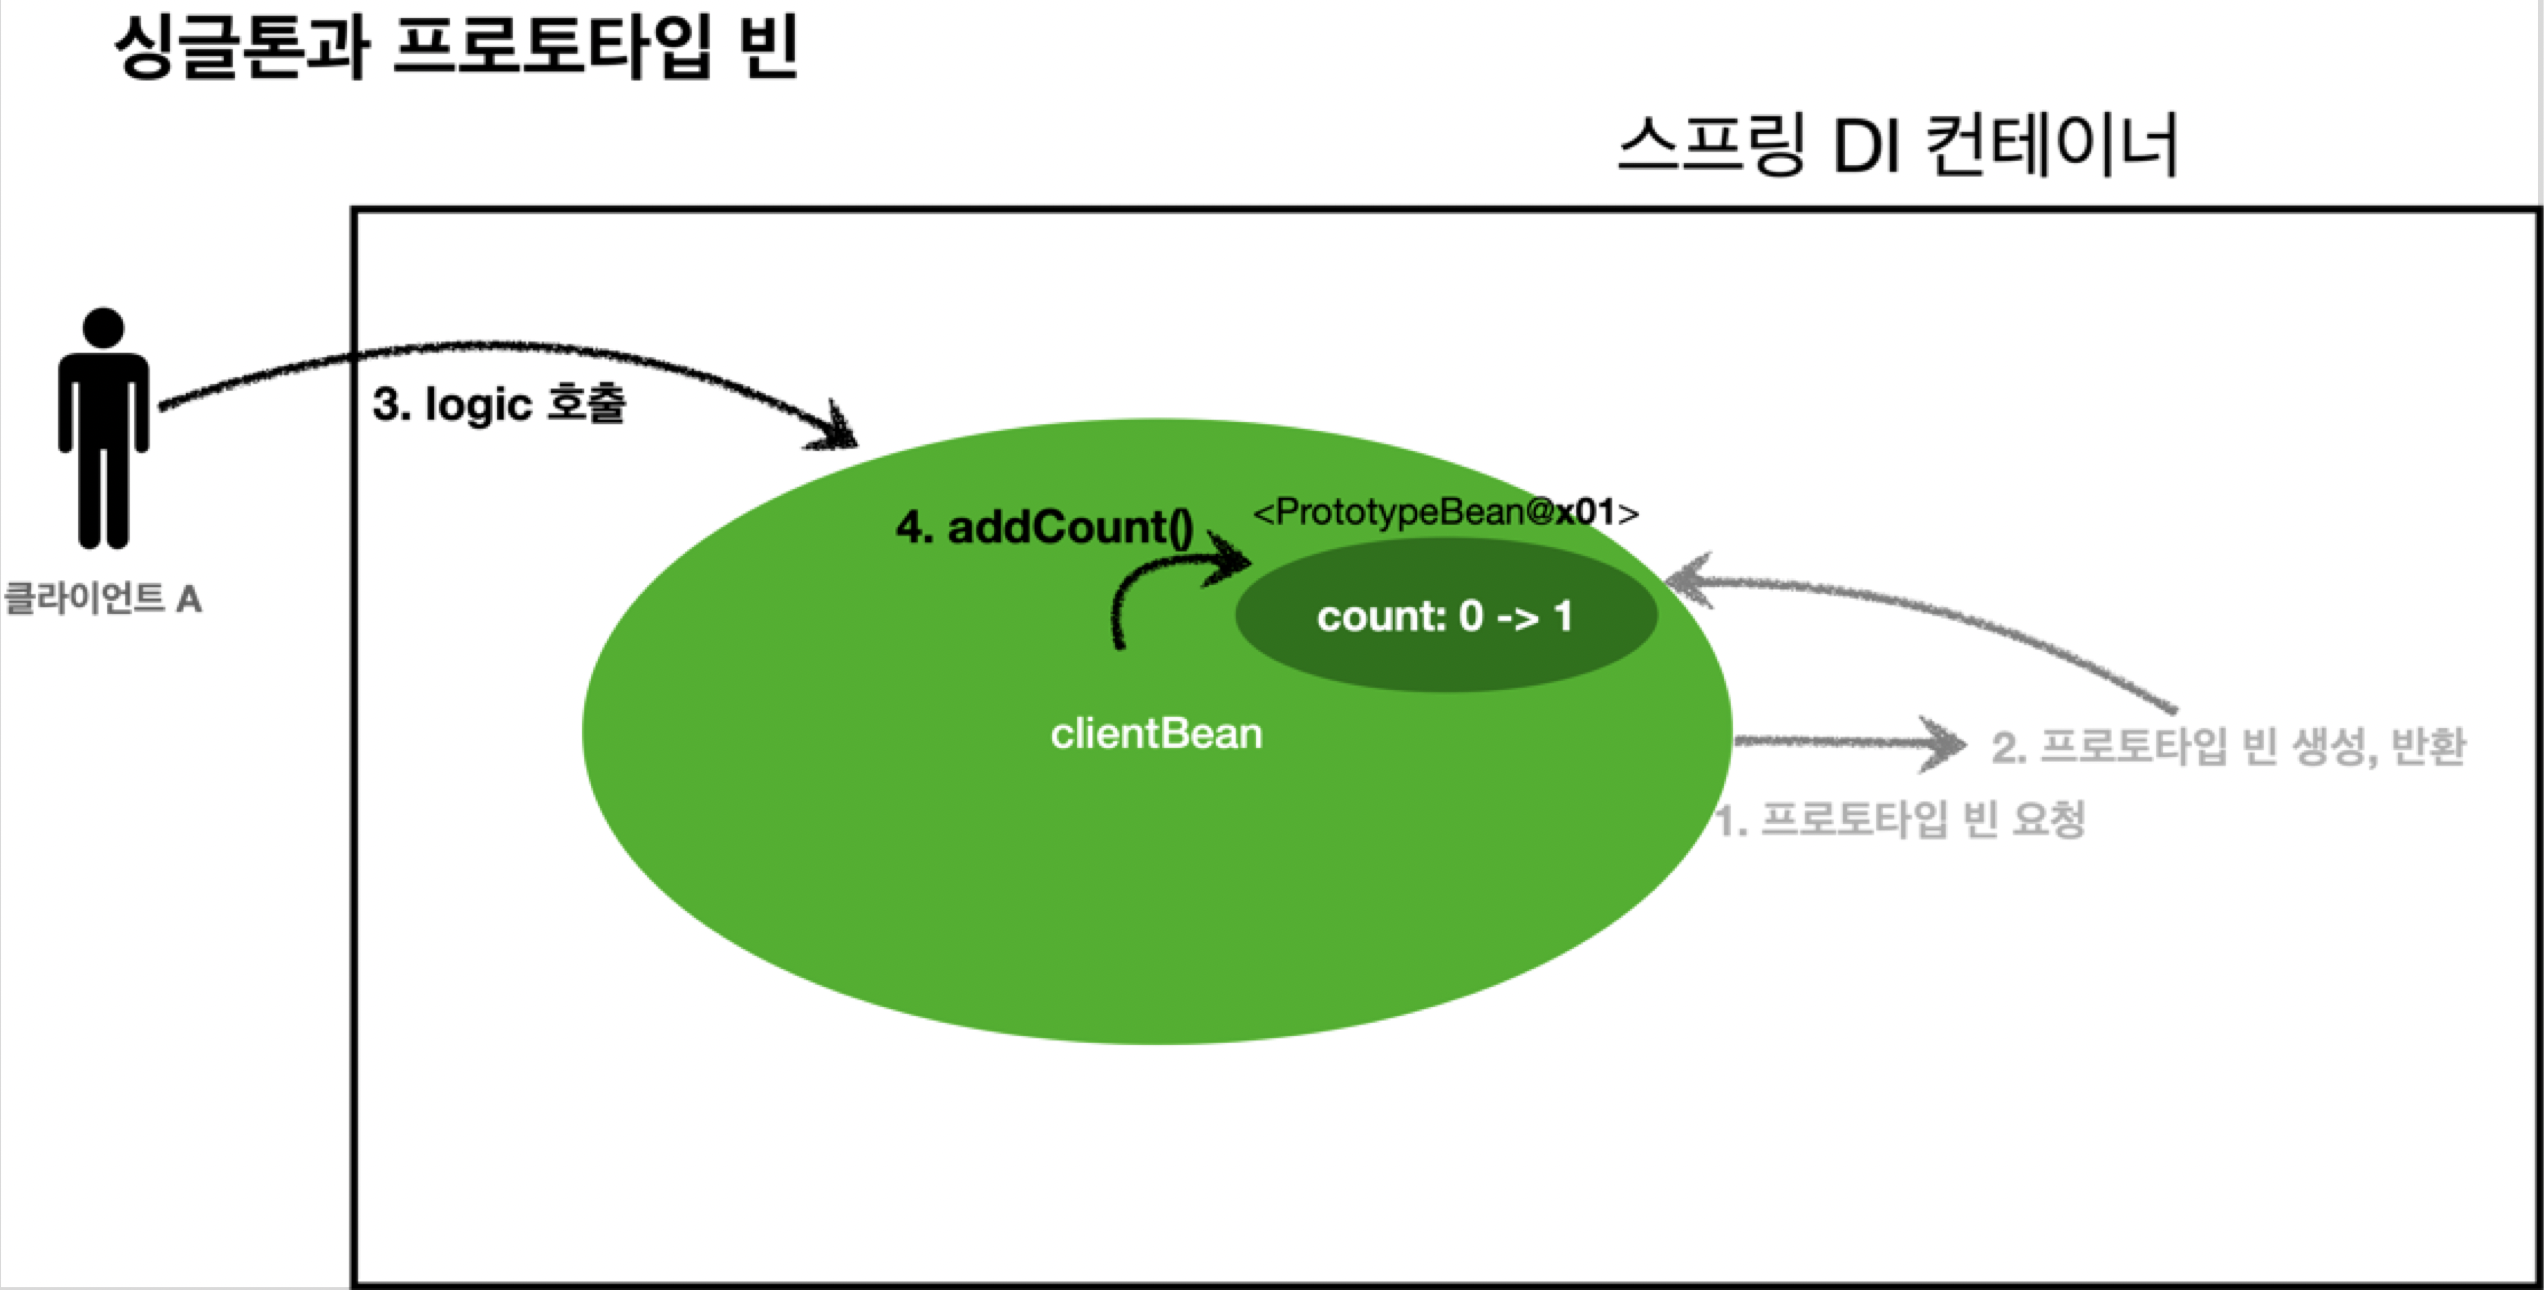 싱글톤과 프로토타입 빈
스프링 DI 컨테이너
3. logic 호출
클라이언트 A
4. addCount()
<PrototypeBean@x01>
count: 0 -> 1
clientBean
2. 프로토타입 빈 생성, 반환
1. 프로토타입 빈 요청